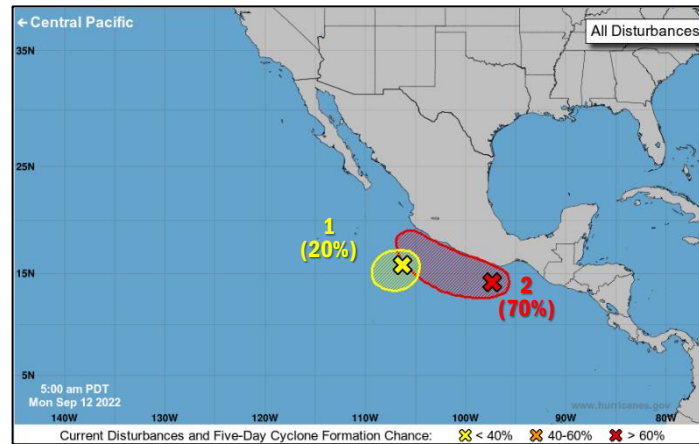 ← Central Pacific
All Disturbances
35N
25N
1
(20%)
15N
2
(70%)
5N
5:00 am PDT
Mon Sep 12 2022
www.hurricanes.gov
140W 130W 120W 110W 100W 90W 80W
Current Disturbances and Five-Day Cyclone Formation Chance: < 40% 40-60% > 60%